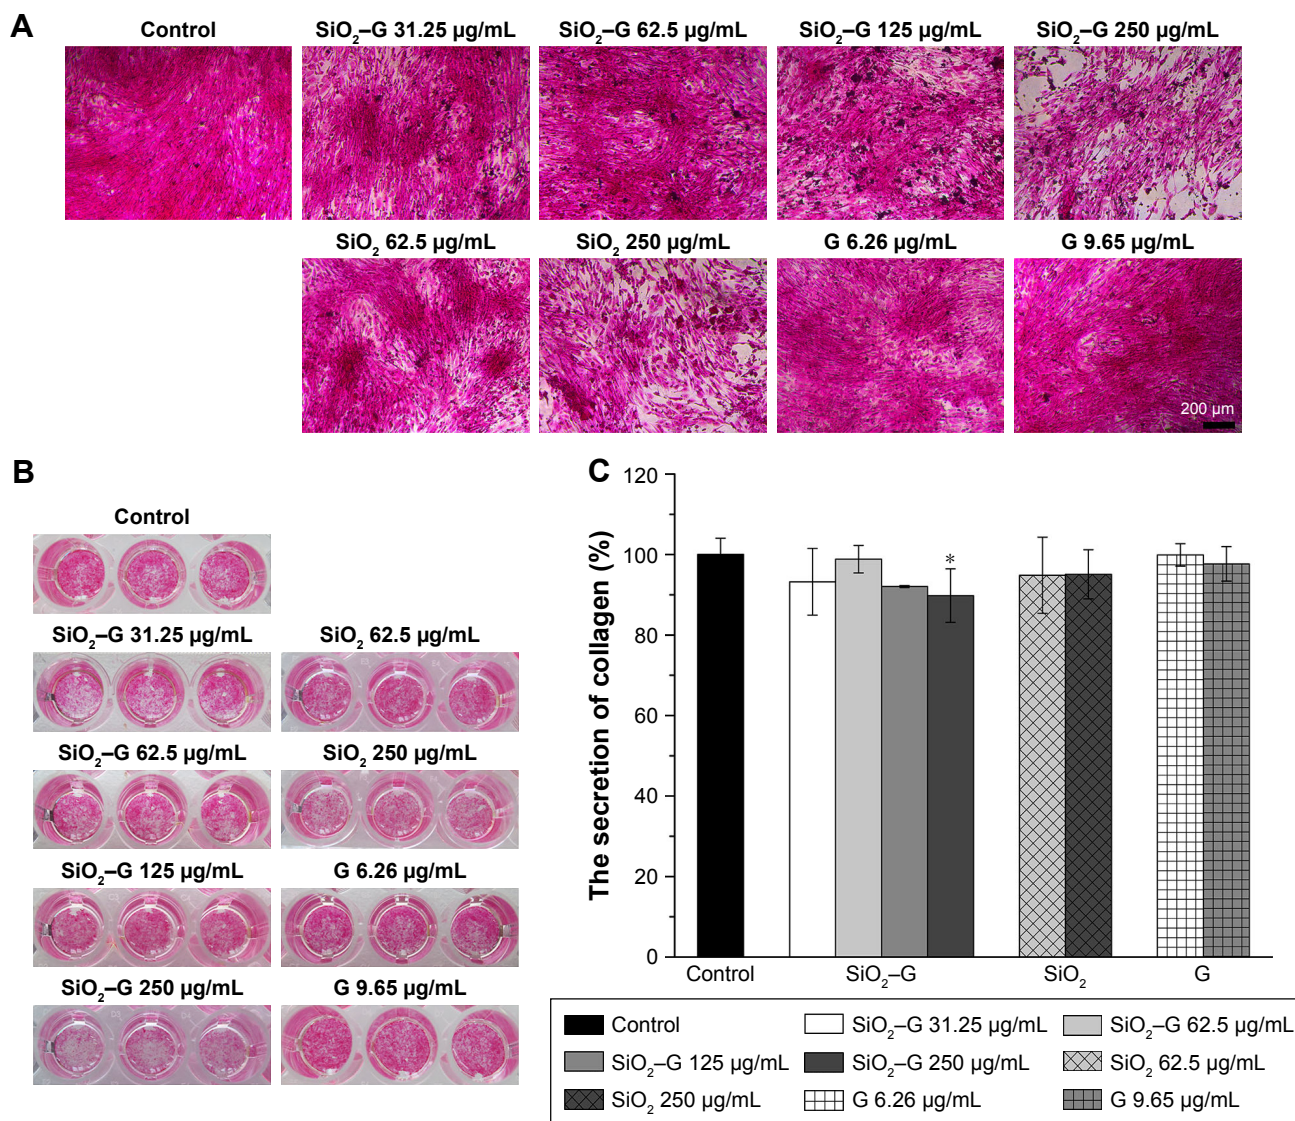 A
Control
SiO₂–G 31.25 µg/mL
SiO₂–G 62.5 µg/mL
SiO₂–G 125 µg/mL
SiO₂–G 250 µg/mL
SiO₂ 62.5 µg/mL
SiO₂ 250 µg/mL
G 6.26 µg/mL
G 9.65 µg/mL
200 µm
B
Control
SiO₂–G 31.25 µg/mL
SiO₂ 62.5 µg/mL
SiO₂–G 62.5 µg/mL
SiO₂ 250 µg/mL
SiO₂–G 125 µg/mL
G 6.26 µg/mL
SiO₂–G 250 µg/mL
G 9.65 µg/mL
C
The secretion of collagen (%)
120
100
80
60
40
20
0
*
Control
SiO₂–G
SiO₂
G
Control
SiO₂–G 31.25 µg/mL
SiO₂–G 62.5 µg/mL
SiO₂–G 125 µg/mL
SiO₂–G 250 µg/mL
SiO₂ 62.5 µg/mL
SiO₂ 250 µg/mL
G 6.26 µg/mL
G 9.65 µg/mL